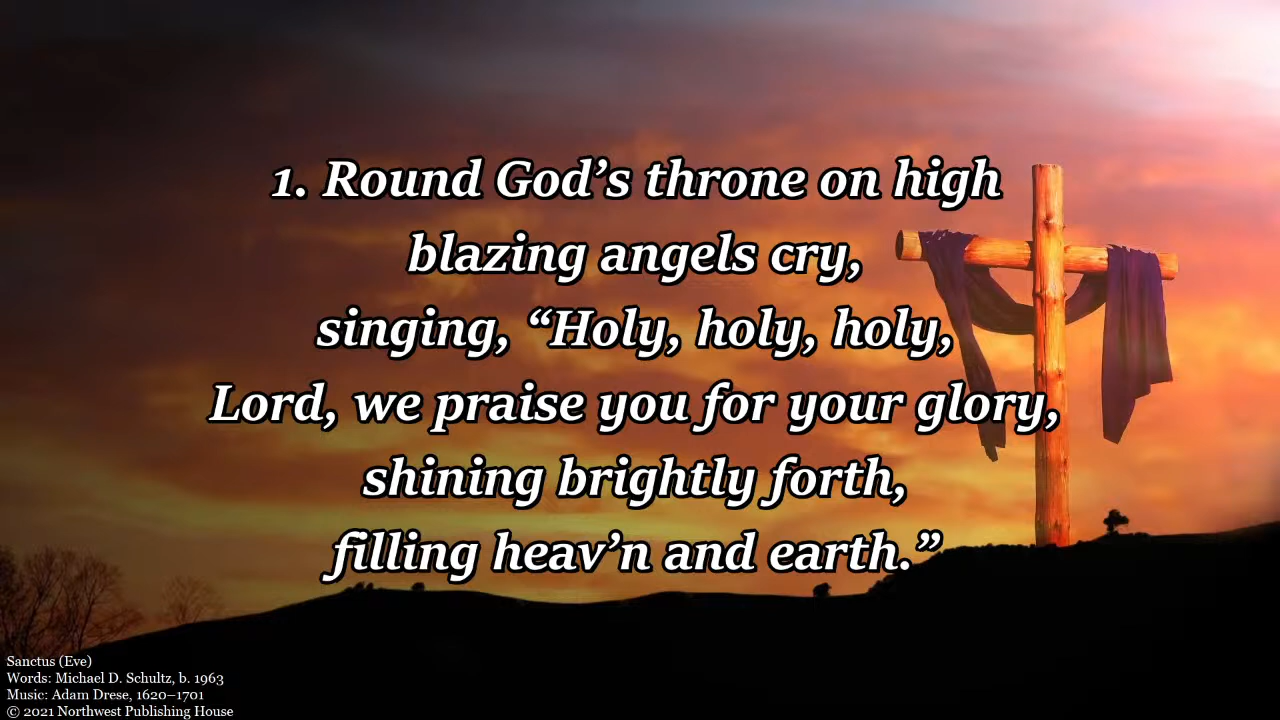 1. Round God’s throne on high
blazing angels cry,
singing, “Holy, holy, holy,
Lord, we praise you for your glory,
shining brightly forth,
filling heav’n and earth.”
Sanctus (Eve)
Words: Michael D. Schultz, b. 1963
Music: Adam Drese, 1620–1701
© 2021 Northwest Publishing House